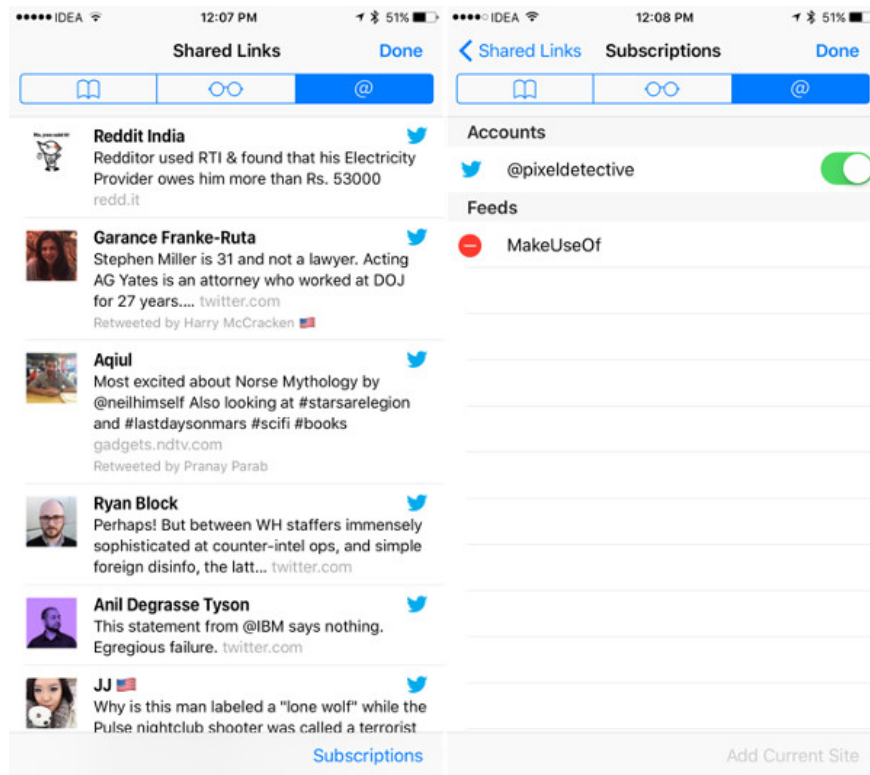 IDEA 12:07 PM 51%
Shared Links Done
@
Reddit India
Redditor used RTI & found that his Electricity
Provider owes him more than Rs. 53000
redd.it
Garance Franke-Ruta
Stephen Miller is 31 and not a lawyer. Acting
AG Yates is an attorney who worked at DOJ
for 27 years.... twitter.com
Retweeted by Harry McCracken 🇺🇸
Aqiul
Most excited about Norse Mythology by
@neilhimself Also looking at #starsarelegion
and #lastdaysonmars #scifi #books
gadgets.ndtv.com
Retweeted by Pranay Parab
Ryan Block
Perhaps! But between WH staffers immensely
sophisticated at counter-intel ops, and simple
foreign disinfo, the latt... twitter.com
Anil Degrasse Tyson
This statement from @IBM says nothing.
Egregious failure. twitter.com
JJ 🇺🇸
Why is this man labeled a "lone wolf" while the
Pulse nightclub shooter was called a terrorist
Subscriptions
IDEA 12:08 PM 51%
Shared Links Subscriptions Done
@
Accounts
@pixeldetective
Feeds
MakeUseOf
Add Current Site